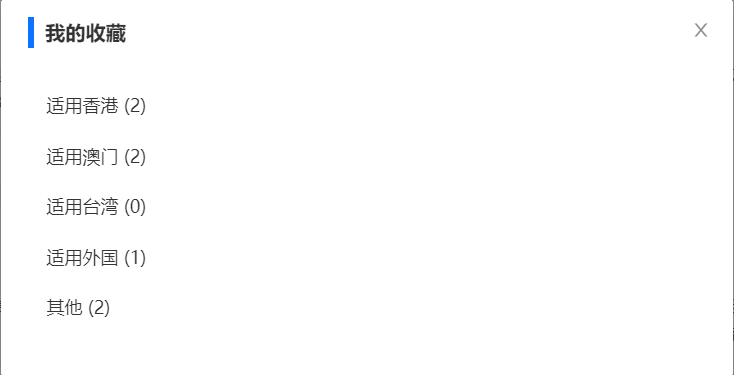 我的收藏
适用香港 (2)
适用澳门 (2)
适用台湾 (0)
适用外国 (1)
其他 (2)